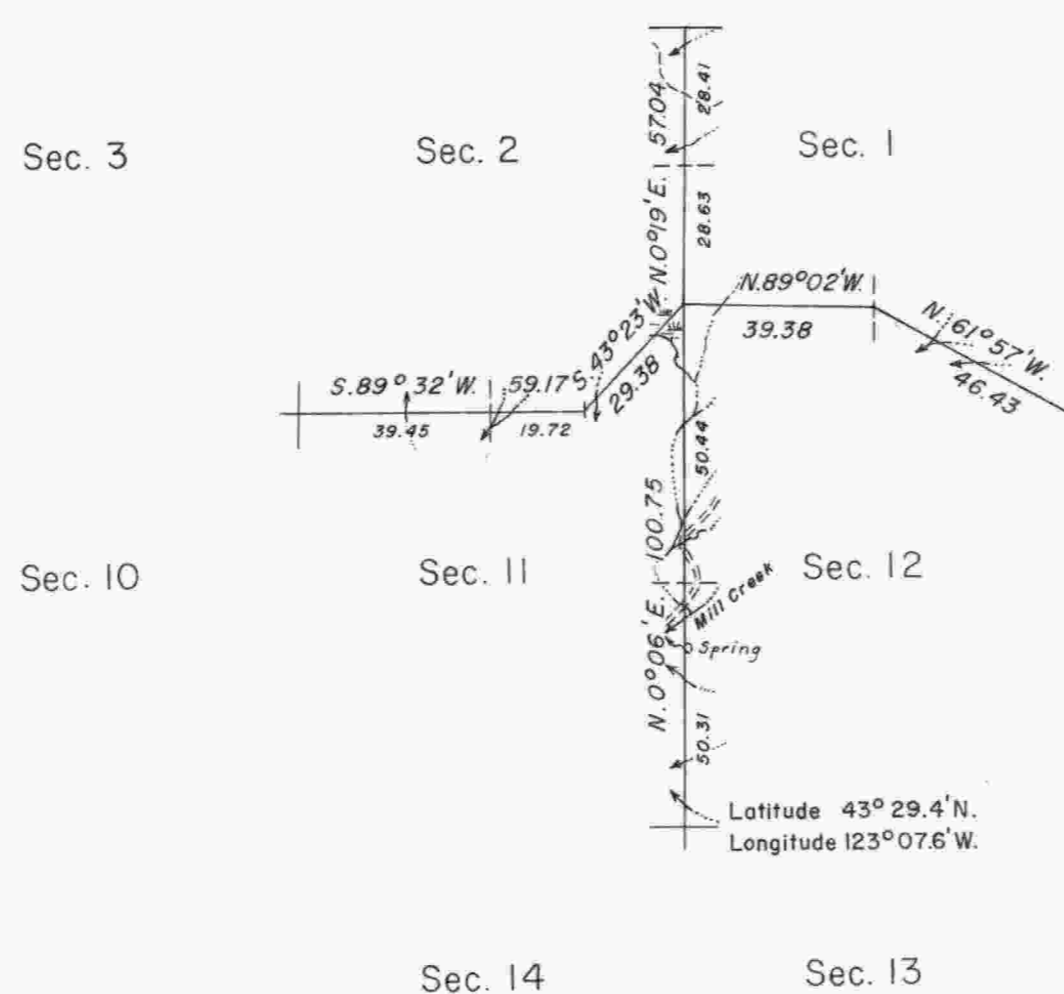 28.41
57.04
Sec. 3
Sec. 2
Sec. 1
N. 0°19'E.
28.63
N. 89°02'W.
39.38
N. 61°57'W.
46.43
S. 43°23'W.
29.38
S. 89°32'W.
59.17
39.45
19.72
50.44
100.75
Sec. 10
Sec. 11
Sec. 12
Mill Creek
N. 0°06'E.
Spring
50.31
Latitude 43° 29.4'N.
Longitude 123° 07.6'W.
Sec. 14
Sec. 13